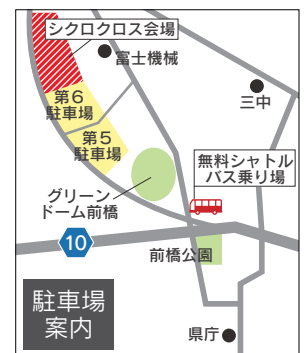 シクロクロス会場
富士機械
三中
第6
駐車場
第5
駐車場
無料シャトル
バス乗り場
グリーン
ドーム前橋
10
前橋公園
駐車場
案内
県庁